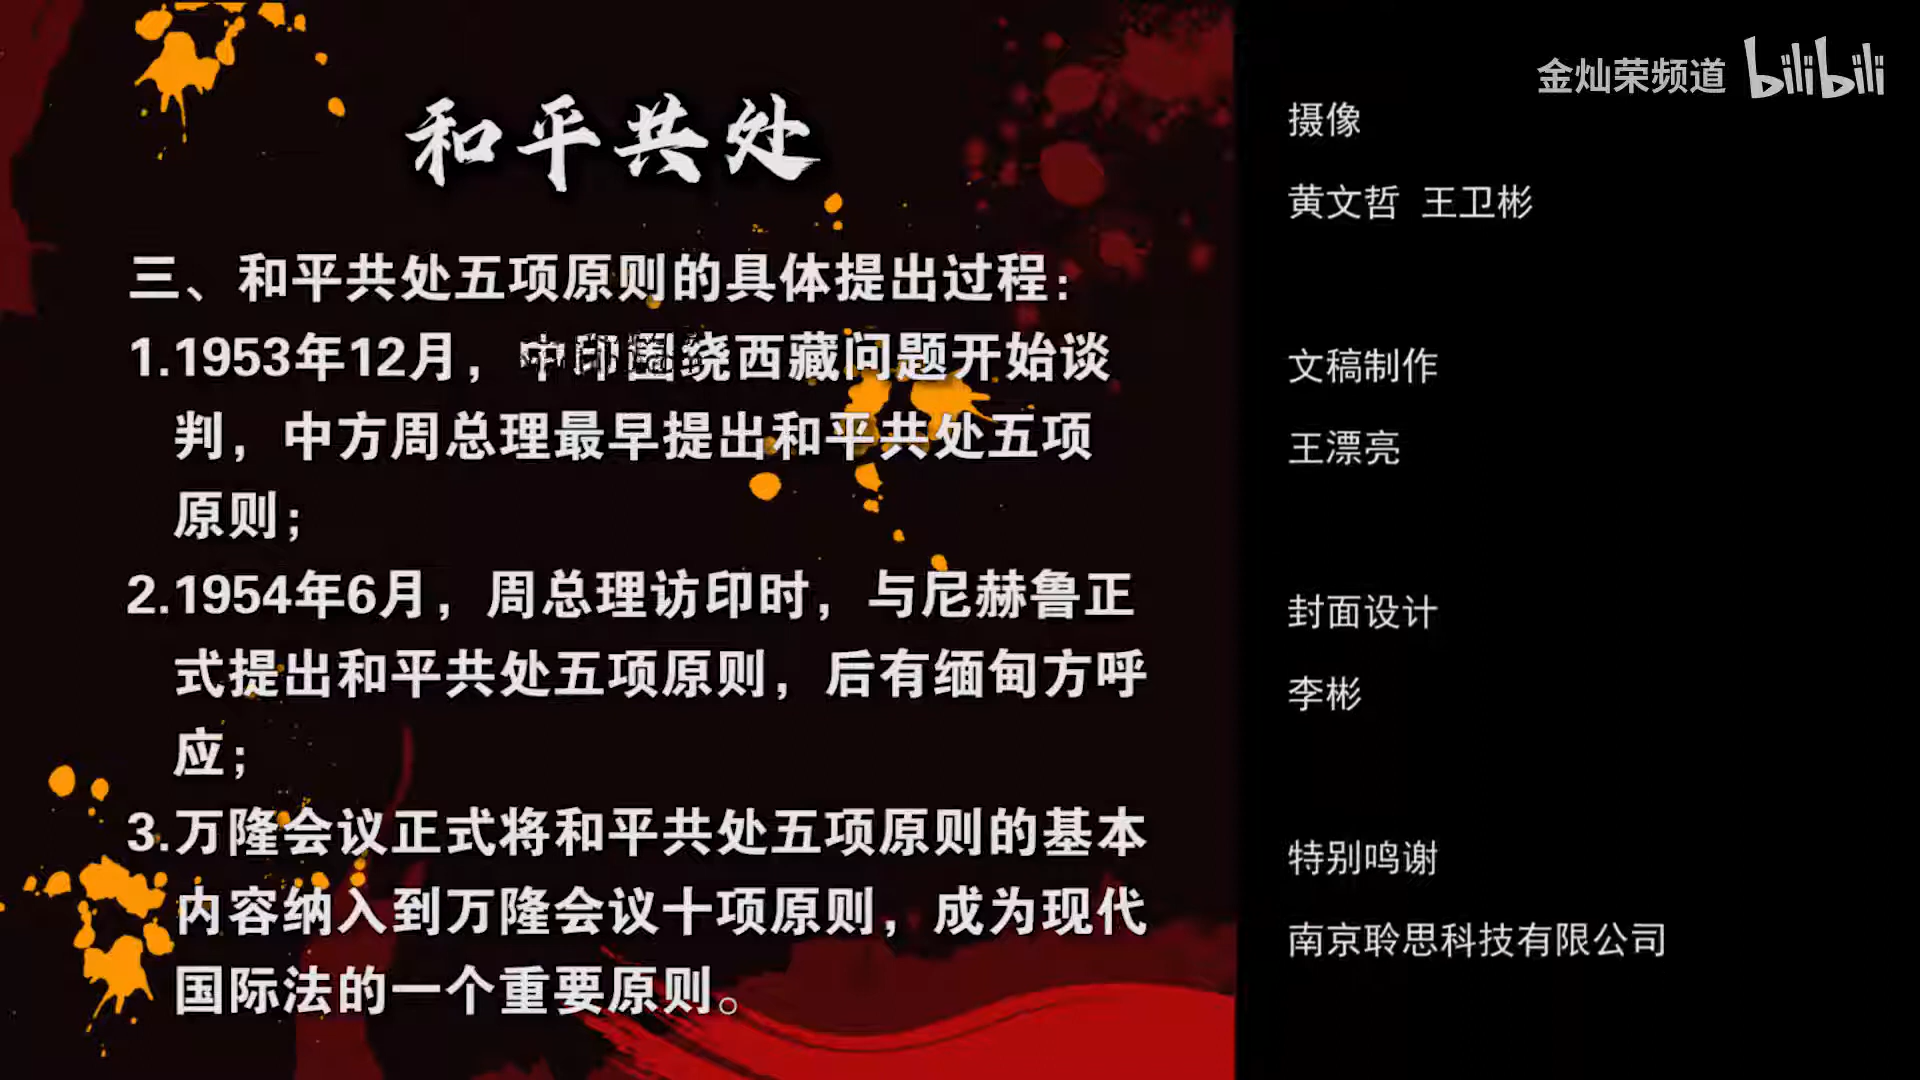 和平共处
三、和平共处五项原则的具体提出过程:
1.1953年12月，中印围绕西藏问题开始谈
判，中方周总理最早提出和平共处五项
原则；
2.1954年6月，周总理访印时，与尼赫鲁正
式提出和平共处五项原则，后有缅甸方呼
应；
3.万隆会议正式将和平共处五项原则的基本
内容纳入到万隆会议十项原则，成为现代
国际法的一个重要原则。
金灿荣频道 bilibili
摄像
黄文哲 王卫彬
文稿制作
王漂亮
封面设计
李彬
特别鸣谢
南京聆思科技有限公司